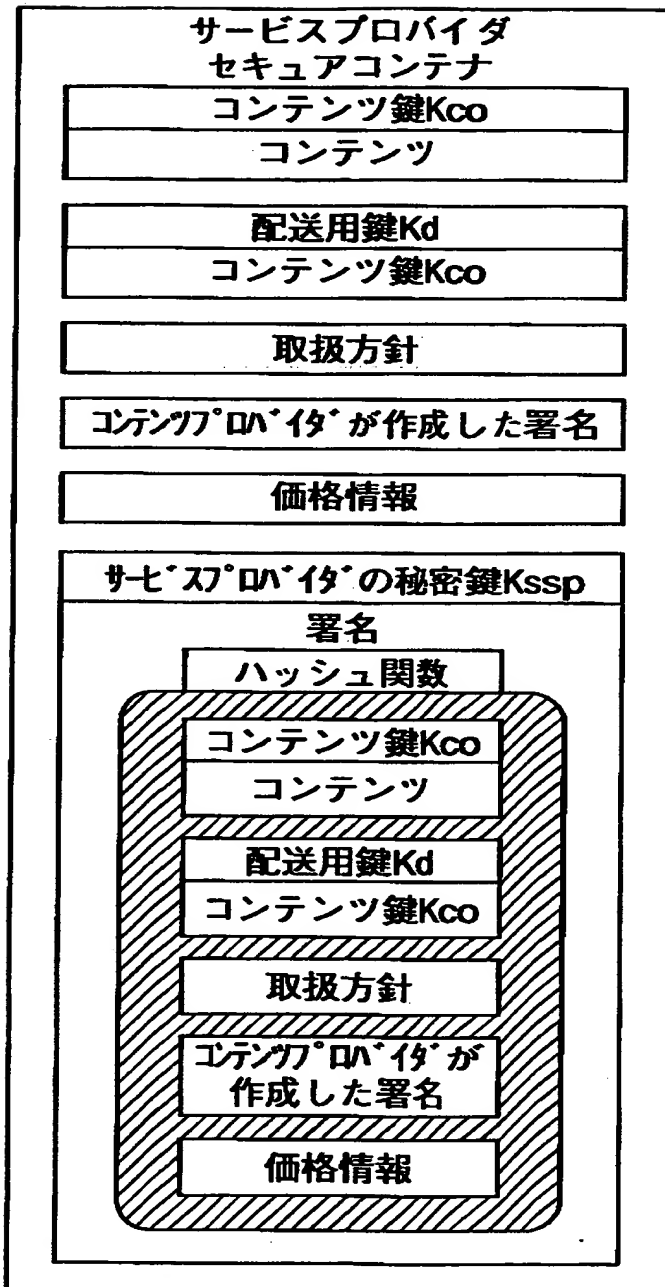 サービスプロバイダ
セキュアコンテナ
コンテンツ鍵Kco
コンテンツ
配送用鍵Kd
コンテンツ鍵Kco
取扱方針
ｺﾝﾃﾝﾂﾌﾟﾛﾊﾞｲﾀﾞが作成した署名
価格情報
ｻｰﾋﾞｽﾌﾟﾛﾊﾞｲﾀﾞの秘密鍵Kssp
署名
ハッシュ関数
コンテンツ鍵Kco
コンテンツ
配送用鍵Kd
コンテンツ鍵Kco
取扱方針
ｺﾝﾃﾝﾂﾌﾟﾛﾊﾞｲﾀﾞが
作成した署名
価格情報